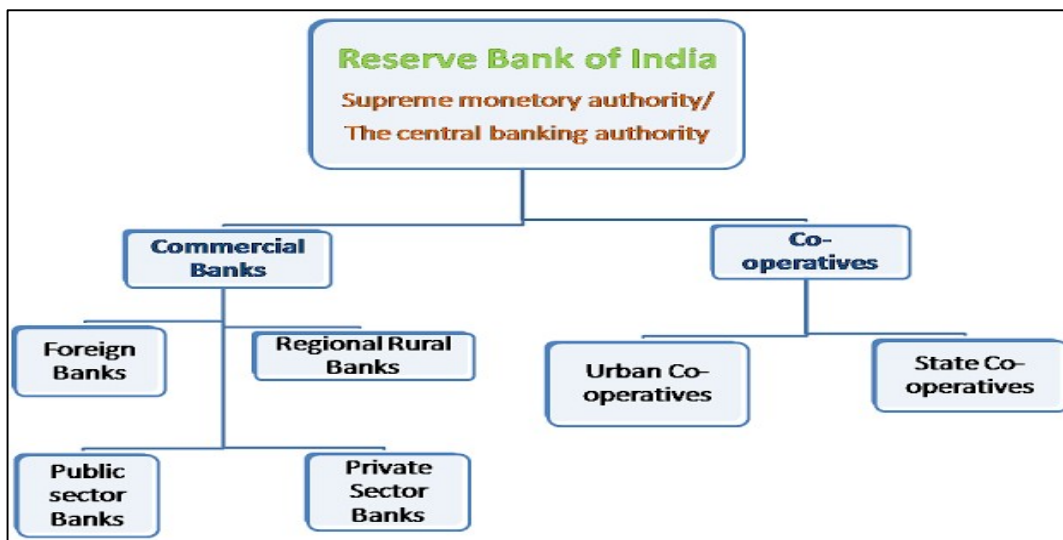 Reserve Bank of India
Supreme monetory authority/
The central banking authority
Commercial
Banks
Co-
operatives
Foreign
Banks
Regional Rural
Banks
Urban Co-
operatives
State Co-
operatives
Public
sector
Banks
Private
Sector
Banks